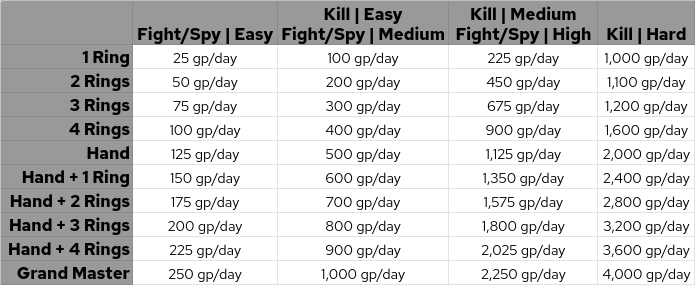 Kill | Easy Kill | Medium
Fight/Spy | Easy Fight/Spy | Medium Fight/Spy | High Kill | Hard
1 Ring 25 gp/day 100 gp/day 225 gp/day 1,000 gp/day
2 Rings 50 gp/day 200 gp/day 450 gp/day 1,100 gp/day
3 Rings 75 gp/day 300 gp/day 675 gp/day 1,200 gp/day
4 Rings 100 gp/day 400 gp/day 900 gp/day 1,600 gp/day
Hand 125 gp/day 500 gp/day 1,125 gp/day 2,000 gp/day
Hand + 1 Ring 150 gp/day 600 gp/day 1,350 gp/day 2,400 gp/day
Hand + 2 Rings 175 gp/day 700 gp/day 1,575 gp/day 2,800 gp/day
Hand + 3 Rings 200 gp/day 800 gp/day 1,800 gp/day 3,200 gp/day
Hand + 4 Rings 225 gp/day 900 gp/day 2,025 gp/day 3,600 gp/day
Grand Master 250 gp/day 1,000 gp/day 2,250 gp/day 4,000 gp/day